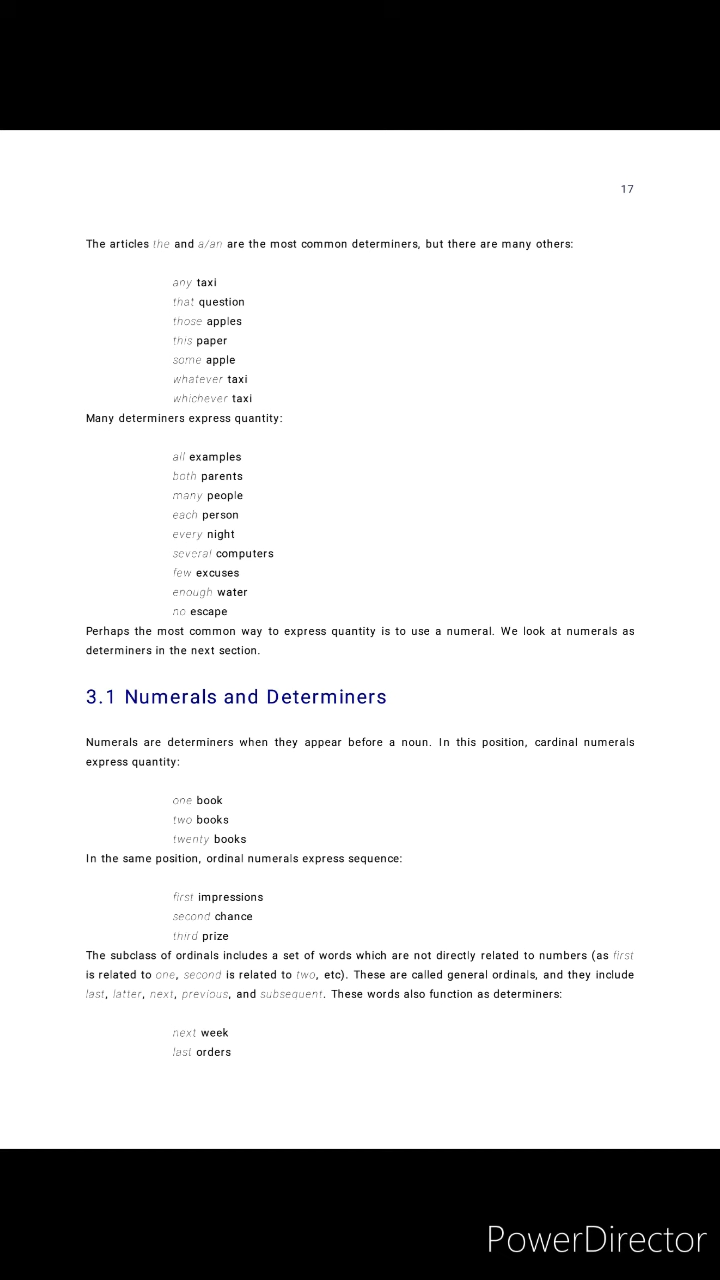 17
The articles the and a/an are the most common determiners, but there are many others:
any taxi
that question
those apples
this paper
some apple
whatever taxi
whichever taxi
Many determiners express quantity:
all examples
both parents
many people
each person
every night
several computers
few excuses
enough water
no escape
Perhaps the most common way to express quantity is to use a numeral. We look at numerals as
determiners in the next section.
3.1 Numerals and Determiners
Numerals are determiners when they appear before a noun. In this position, cardinal numerals
express quantity:
one book
two books
twenty books
In the same position, ordinal numerals express sequence:
first impressions
second chance
third prize
The subclass of ordinals includes a set of words which are not directly related to numbers (as first
is related to one, second is related to two, etc). These are called general ordinals, and they include
last, latter, next, previous, and subsequent. These words also function as determiners:
next week
last orders
PowerDirector